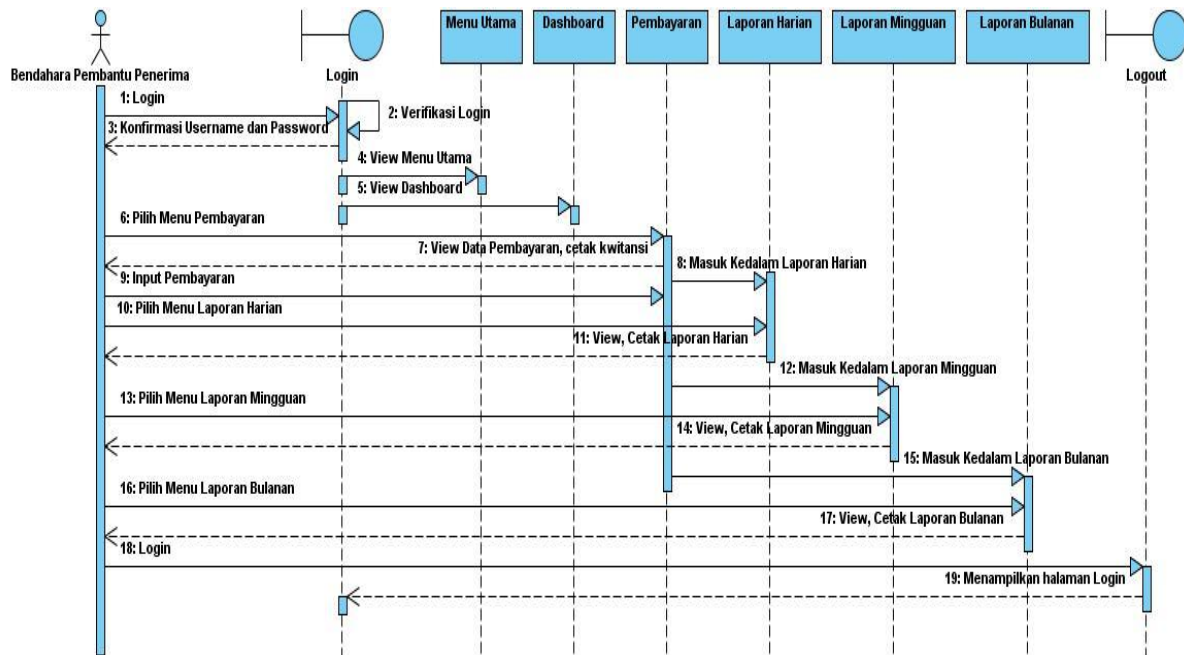 Menu Utama
Dashboard
Pembayaran
Laporan Harian
Laporan Mingguan
Laporan Bulanan
Bendahara Pembantu Penerima
Login
Logout
1: Login
2: Verifikasi Login
3: Konfirmasi Username dan Password
4: View Menu Utama
5: View Dashboard
6: Pilih Menu Pembayaran
7: View Data Pembayaran, cetak kwitansi
8: Masuk Kedalam Laporan Harian
9: Input Pembayaran
10: Pilih Menu Laporan Harian
11: View, Cetak Laporan Harian
12: Masuk Kedalam Laporan Mingguan
13: Pilih Menu Laporan Mingguan
14: View, Cetak Laporan Mingguan
15: Masuk Kedalam Laporan Bulanan
16: Pilih Menu Laporan Bulanan
17: View, Cetak Laporan Bulanan
18: Login
19: Menampilkan halaman Login